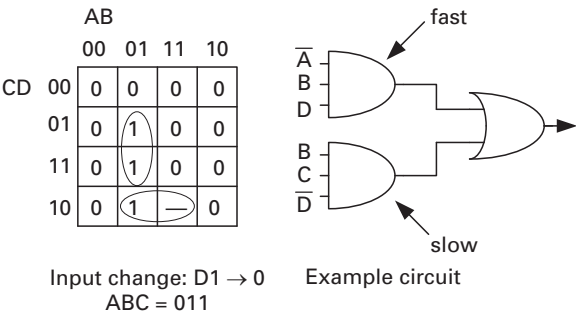 AB
00 01 11 10
CD 00 0 0 0 0
01 0 1 0 0
11 0 1 0 0
10 0 1 — 0
Input change: D1 → 0
ABC = 011
fast
A̅
B
D
B
C
D̅
slow
Example circuit